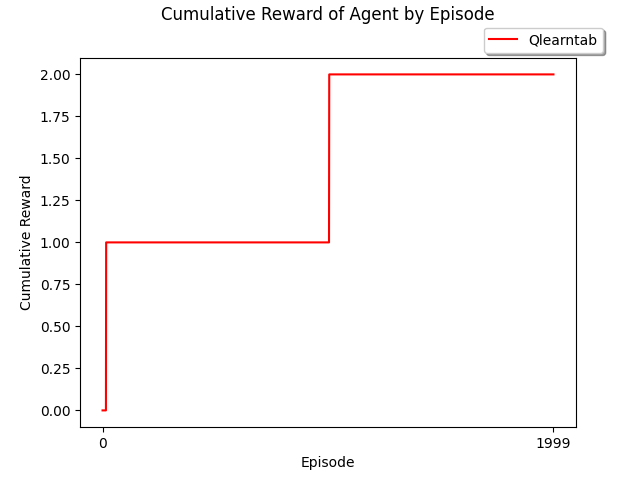 Cumulative Reward of Agent by Episode
Qlearntab
2.00
1.75
1.50
1.25
1.00
0.75
0.50
0.25
0.00
Cumulative Reward
0 1999
Episode